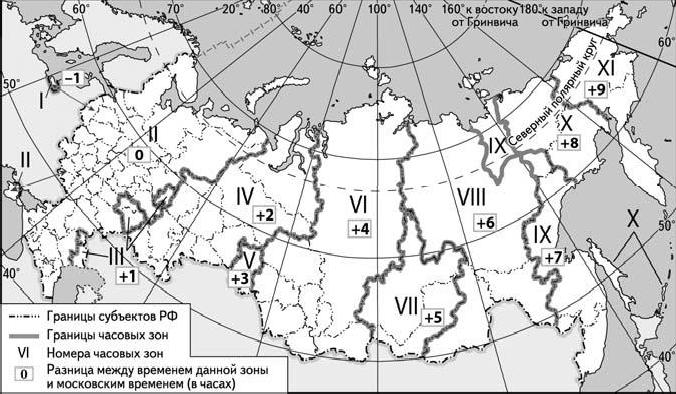 60° 70° 80° 20° 40° 60° 80° 100° 120° 140° 160° к востоку от Гринвича 180° к западу от Гринвича
60°
Северный полярный круг
I
−1
50°
XI
+9
II
0
IX
X
+8
II
IV
+2
VI
+4
VIII
+6
X
III
+1
V
+3
IX
+7
40°
50°
VII
+5
40°
Границы субъектов РФ
Границы часовых зон
VI Номера часовых зон
0 Разница между временем данной зоны
и московским временем (в часах)